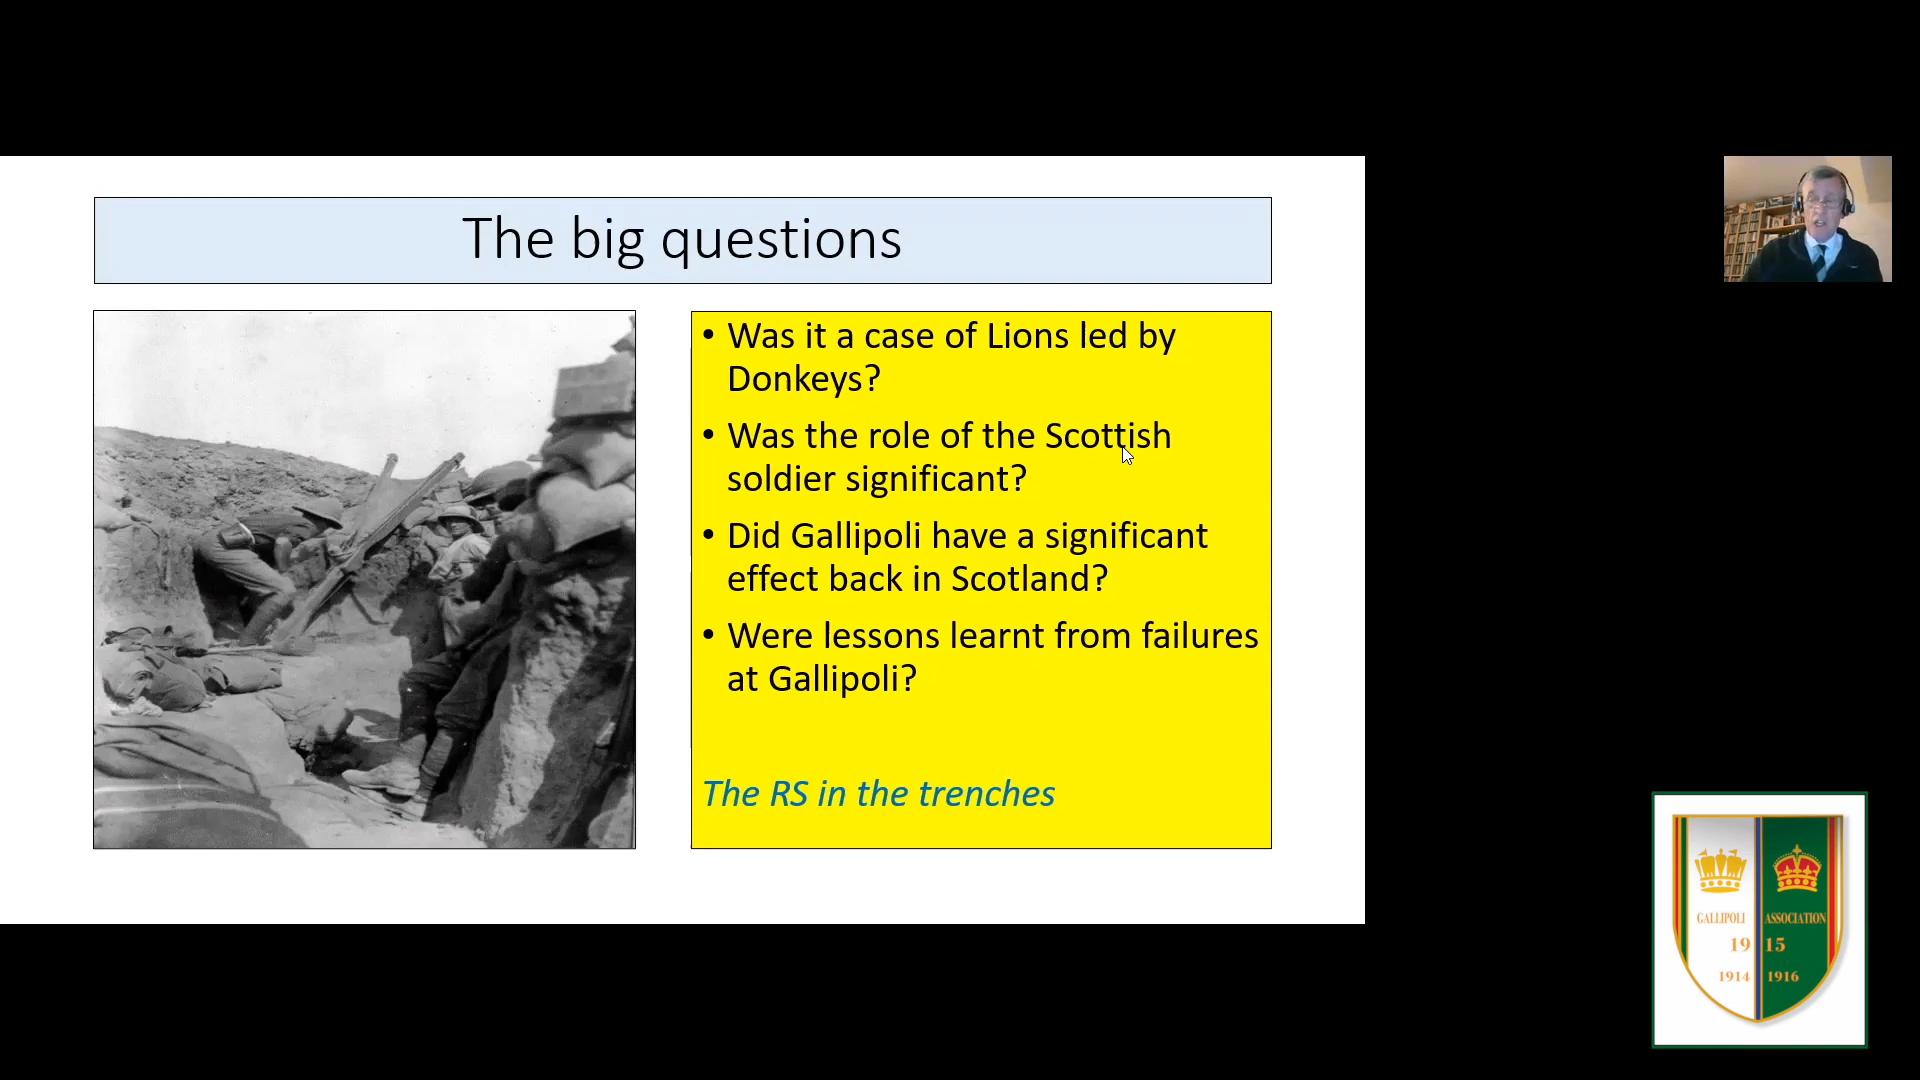 The big questions
• Was it a case of Lions led by
Donkeys?
• Was the role of the Scottish
soldier significant?
• Did Gallipoli have a significant
effect back in Scotland?
• Were lessons learnt from failures
at Gallipoli?
The RS in the trenches
GALLIPOLI ASSOCIATION
19 15
1914 1916